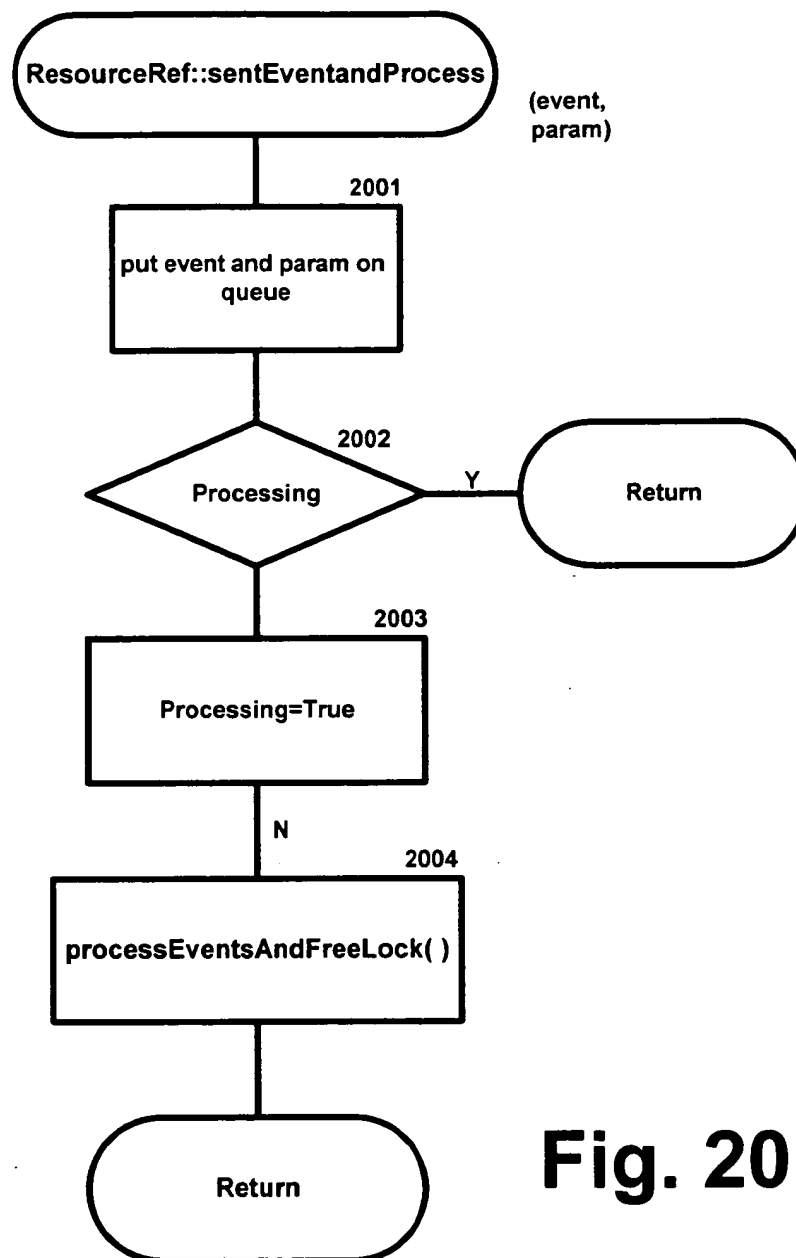 ResourceRef::sentEventandProcess
(event,
param)
2001
put event and param on
queue
2002
Processing
Y
Return
2003
Processing=True
N
2004
processEventsAndFreeLock( )
Return
Fig. 20